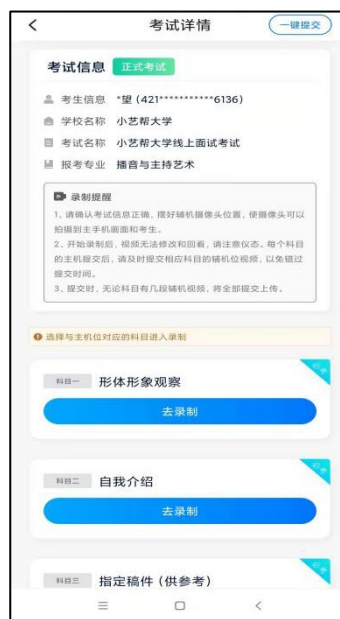 考试详情
一键提交
考试信息 正式考试
考生信息 *望 (421***********6136)
学校名称 小艺帮大学
考试名称 小艺帮大学线上面试考试
报考专业 播音与主持艺术
录制提醒
1、请确认考试信息正确，摆好辅机摄像头位置，使摄像头可以
拍摄到主手机画面和考生。
2、开始录制后，视频无法修改和回看，请注意仪态。每个科目
的主机提交后，请及时提交相应科目的辅机位视频，以免错过
提交时间。
3、提交时，无论科目有几段辅机视频，将全部提交上传。
选择与主机位对应的科目进入录制
必考
科目一 形体形象观察
去录制
必考
科目二 自我介绍
去录制
必考
科目三 指定稿件 (供参考)